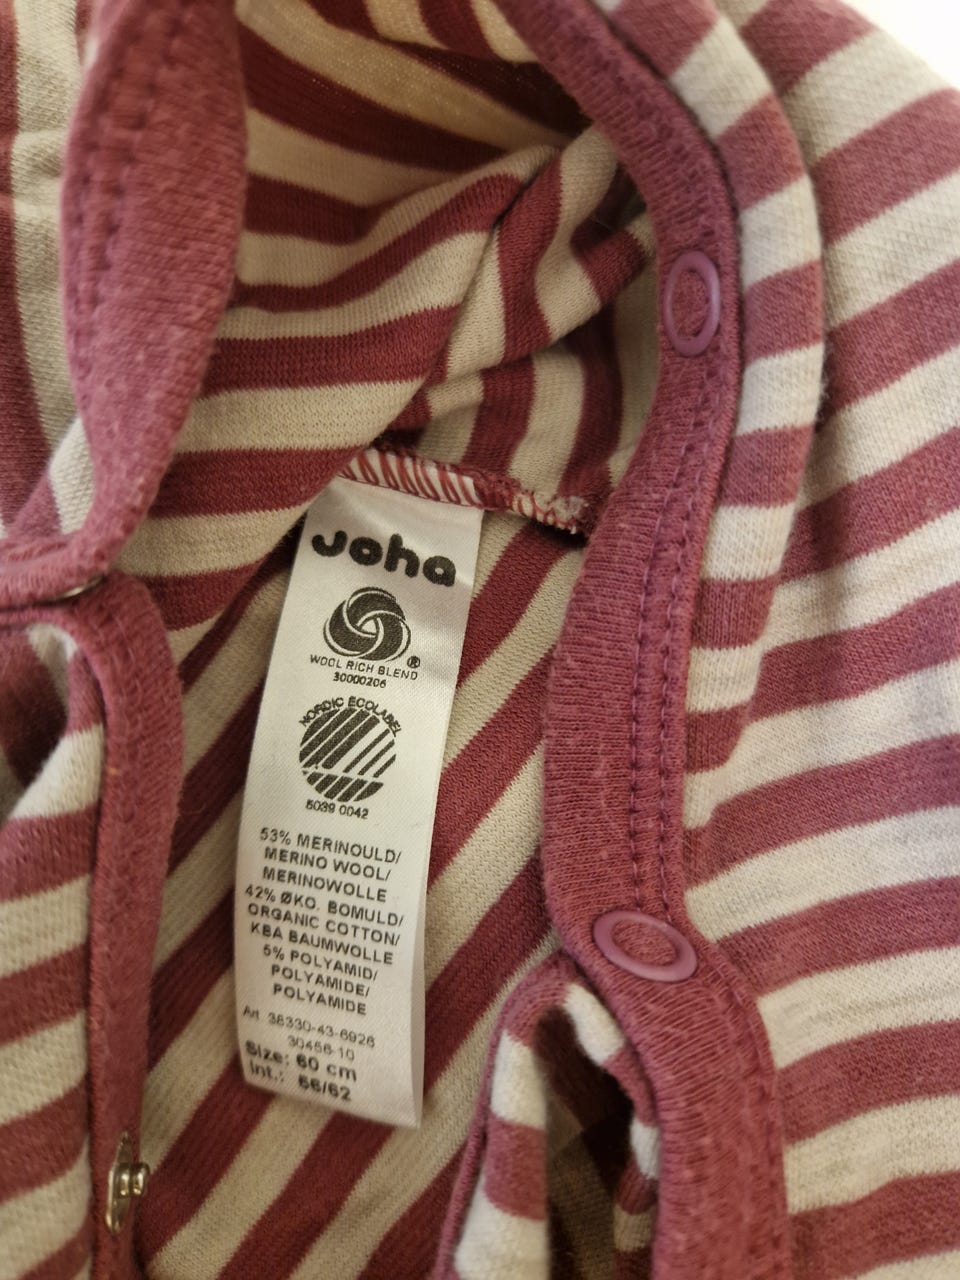 Joha
WOOL RICH BLEND ®
30000206
NORDIC ECOLABEL
5039 0042
53% MERINOULD/
MERINO WOOL/
MERINOWOLLE
42% ØKO. BOMULD/
ORGANIC COTTON/
KBA BAUMWOLLE
5% POLYAMID/
POLYAMIDE/
POLYAMIDE
Art. 38330-43-6926
30456-10
Size: 60 cm
Int.: 56/62